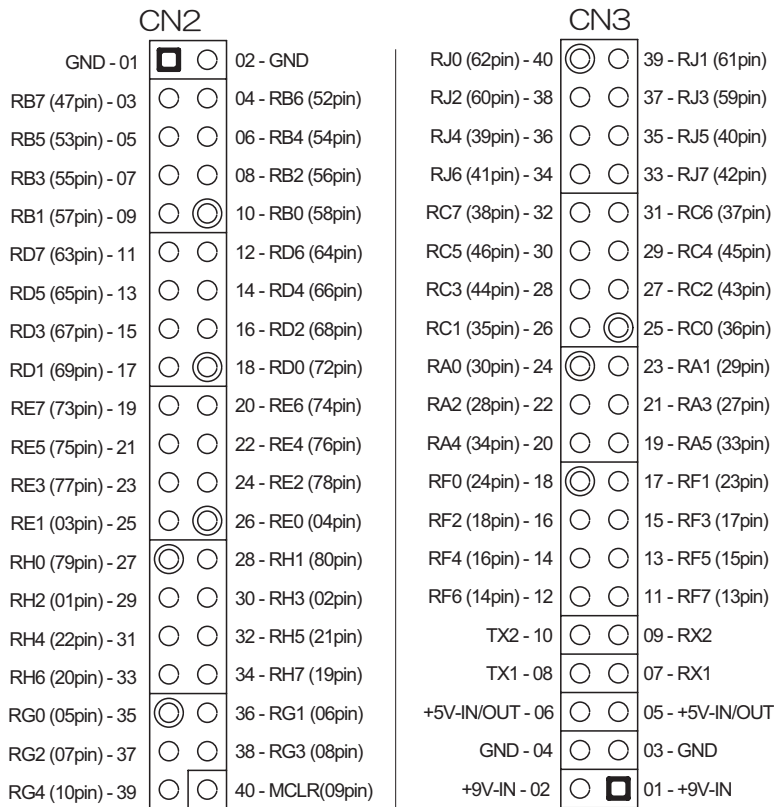 CN2
GND - 01 02 - GND
RB7 (47pin) - 03 04 - RB6 (52pin)
RB5 (53pin) - 05 06 - RB4 (54pin)
RB3 (55pin) - 07 08 - RB2 (56pin)
RB1 (57pin) - 09 10 - RB0 (58pin)
RD7 (63pin) - 11 12 - RD6 (64pin)
RD5 (65pin) - 13 14 - RD4 (66pin)
RD3 (67pin) - 15 16 - RD2 (68pin)
RD1 (69pin) - 17 18 - RD0 (72pin)
RE7 (73pin) - 19 20 - RE6 (74pin)
RE5 (75pin) - 21 22 - RE4 (76pin)
RE3 (77pin) - 23 24 - RE2 (78pin)
RE1 (03pin) - 25 26 - RE0 (04pin)
RH0 (79pin) - 27 28 - RH1 (80pin)
RH2 (01pin) - 29 30 - RH3 (02pin)
RH4 (22pin) - 31 32 - RH5 (21pin)
RH6 (20pin) - 33 34 - RH7 (19pin)
RG0 (05pin) - 35 36 - RG1 (06pin)
RG2 (07pin) - 37 38 - RG3 (08pin)
RG4 (10pin) - 39 40 - MCLR(09pin)
CN3
RJ0 (62pin) - 40 39 - RJ1 (61pin)
RJ2 (60pin) - 38 37 - RJ3 (59pin)
RJ4 (39pin) - 36 35 - RJ5 (40pin)
RJ6 (41pin) - 34 33 - RJ7 (42pin)
RC7 (38pin) - 32 31 - RC6 (37pin)
RC5 (46pin) - 30 29 - RC4 (45pin)
RC3 (44pin) - 28 27 - RC2 (43pin)
RC1 (35pin) - 26 25 - RC0 (36pin)
RA0 (30pin) - 24 23 - RA1 (29pin)
RA2 (28pin) - 22 21 - RA3 (27pin)
RA4 (34pin) - 20 19 - RA5 (33pin)
RF0 (24pin) - 18 17 - RF1 (23pin)
RF2 (18pin) - 16 15 - RF3 (17pin)
RF4 (16pin) - 14 13 - RF5 (15pin)
RF6 (14pin) - 12 11 - RF7 (13pin)
TX2 - 10 09 - RX2
TX1 - 08 07 - RX1
+5V-IN/OUT - 06 05 - +5V-IN/OUT
GND - 04 03 - GND
+9V-IN - 02 01 - +9V-IN